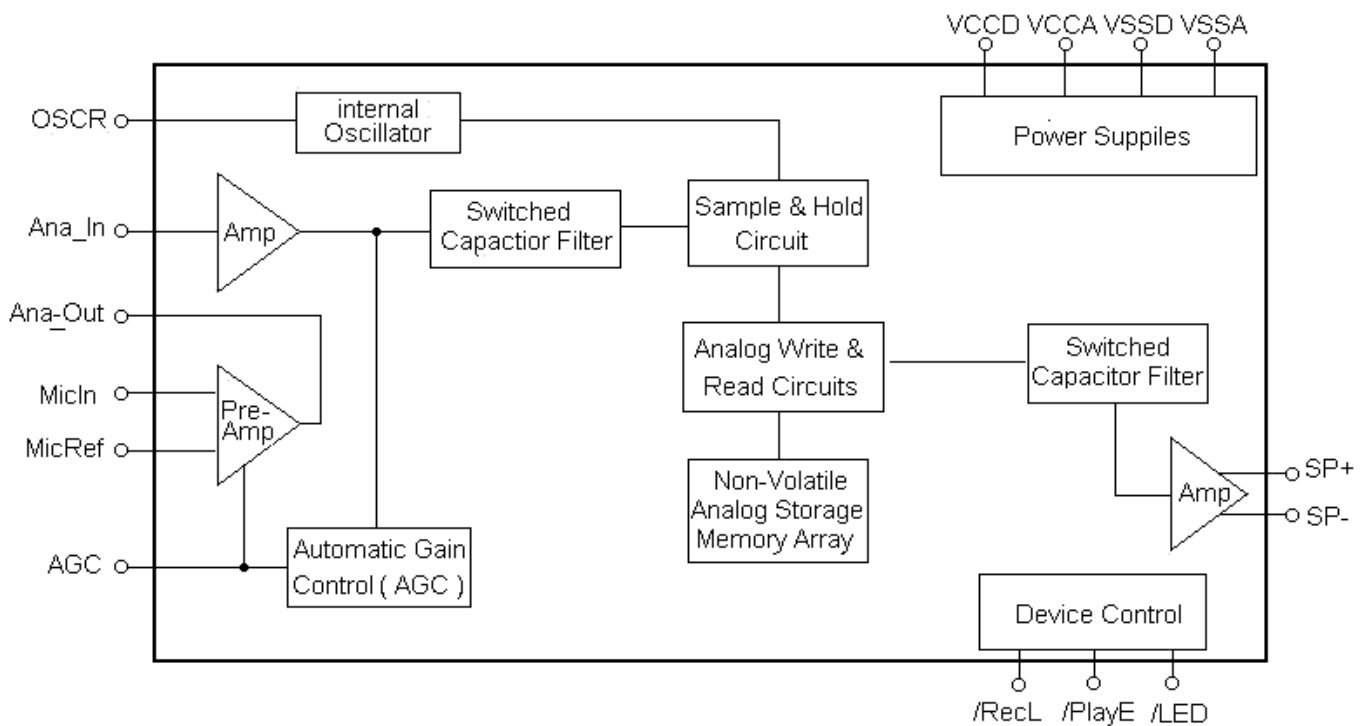 VCCD VCCA VSSD VSSA
OSCR
internal
Oscillator
Power Suppiles
Ana_In
Amp
Switched
Capactior Filter
Sample & Hold
Circuit
Ana_Out
Analog Write &
Read Circuits
Switched
Capacitor Filter
MicIn
Pre-
Amp
MicRef
Non-Volatile
Analog Storage
Memory Array
Amp
SP+
SP-
AGC
Automatic Gain
Control ( AGC )
Device Control
/RecL /PlayE /LED